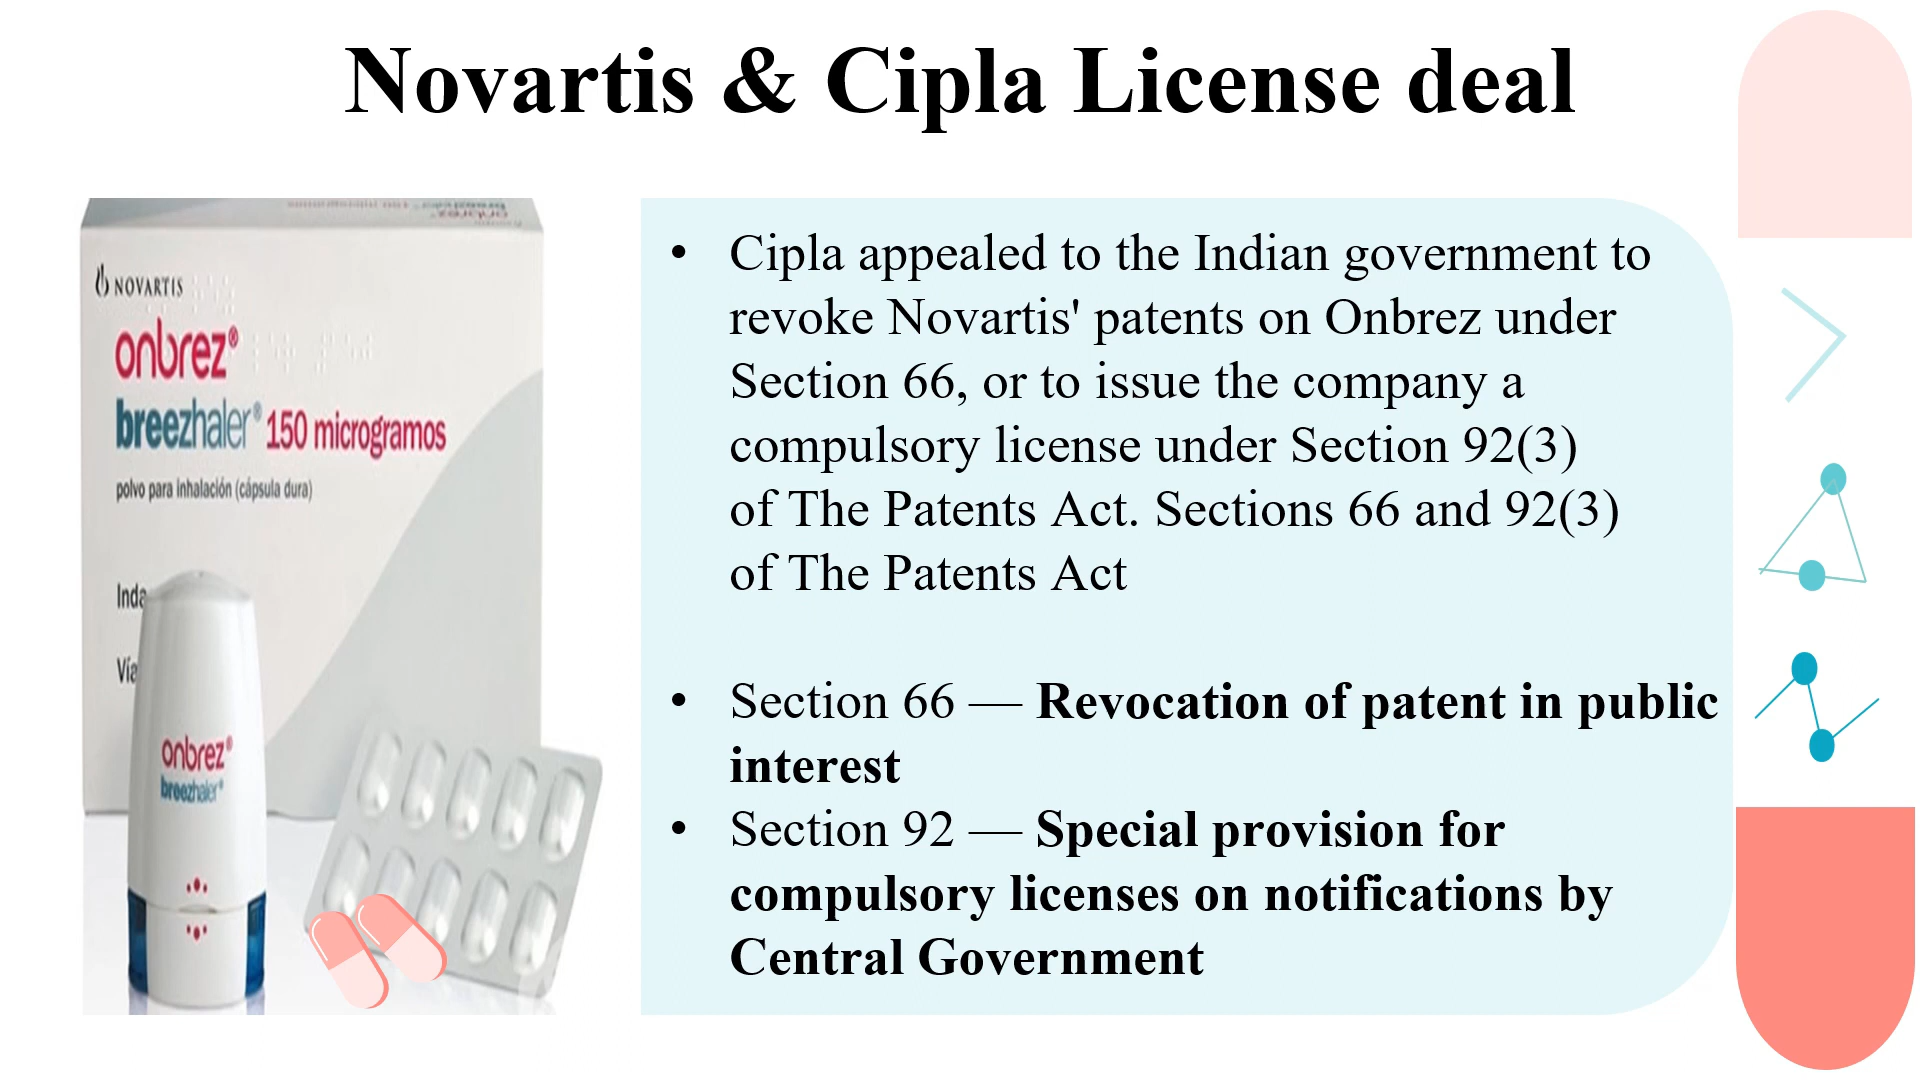 Novartis & Cipla License deal
NOVARTIS
onbrez®
breezhaler® 150 microgramos
polvo para inhalación (cápsula dura)
Inda
Vía
onbrez®
breezhaler®
• Cipla appealed to the Indian government to
revoke Novartis' patents on Onbrez under
Section 66, or to issue the company a
compulsory license under Section 92(3)
of The Patents Act. Sections 66 and 92(3)
of The Patents Act
• Section 66 — Revocation of patent in public
interest
• Section 92 — Special provision for
compulsory licenses on notifications by
Central Government